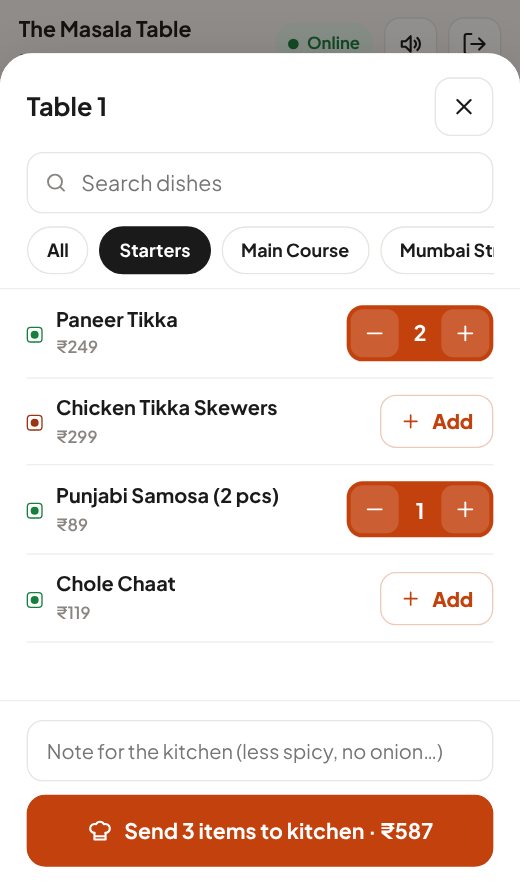 The Masala Table
Online
Table 1
Search dishes
All
Starters
Main Course
Mumbai Str
Paneer Tikka
₹249
2
Chicken Tikka Skewers
₹299
Add
Punjabi Samosa (2 pcs)
₹89
1
Chole Chaat
₹119
Add
Note for the kitchen (less spicy, no onion…)
Send 3 items to kitchen · ₹587